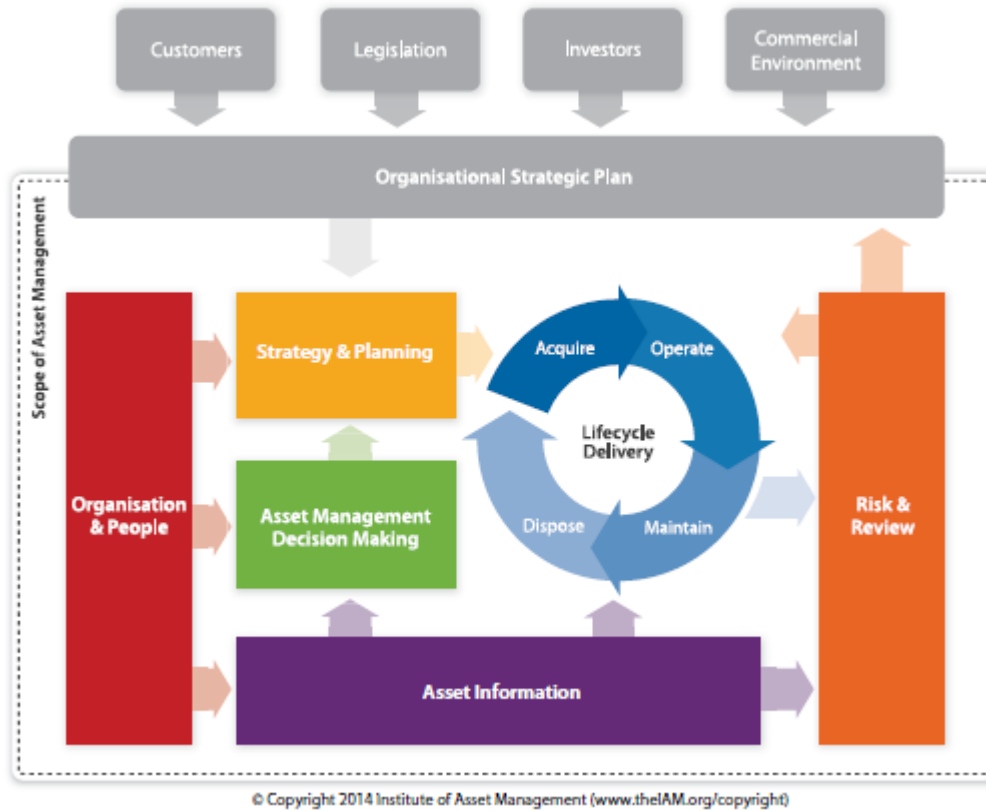 Customers
Legislation
Investors
Commercial
Environment
Organisational Strategic Plan
Scope of Asset Management
Strategy & Planning
Acquire
Operate
Lifecycle
Delivery
Organisation
& People
Asset Management
Decision Making
Dispose
Maintain
Risk &
Review
Asset Information
© Copyright 2014 Institute of Asset Management (www.theIAM.org/copyright)